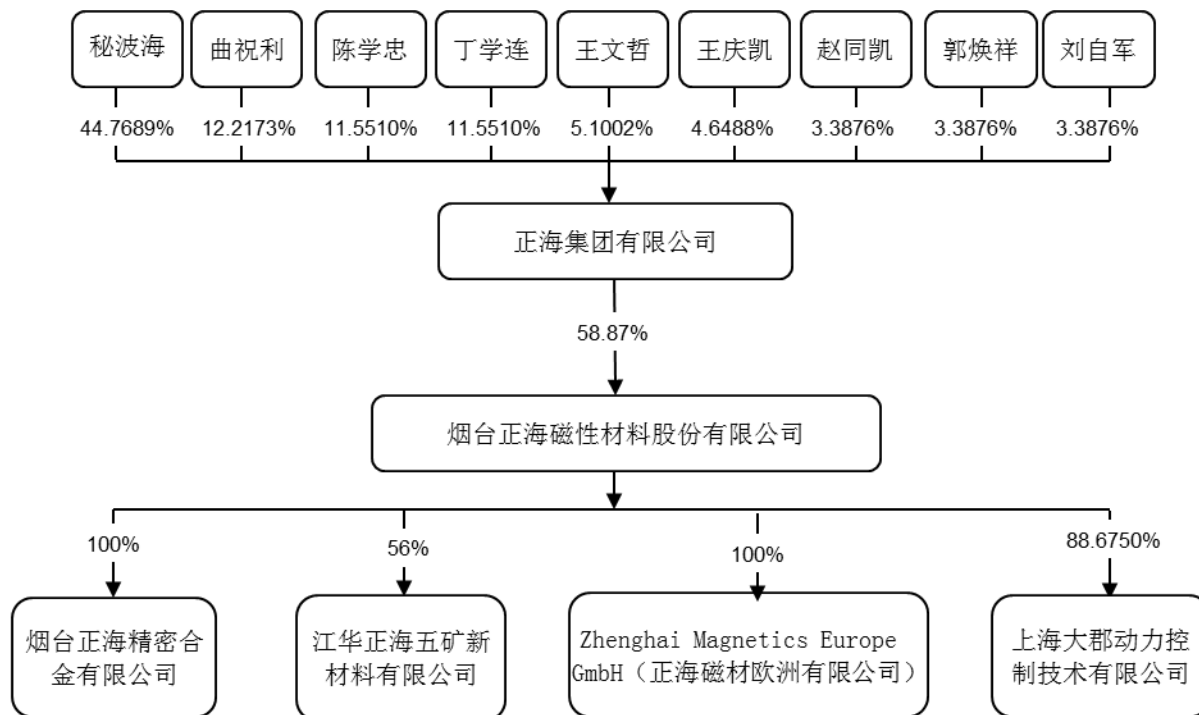 秘波海 曲祝利 陈学忠 丁学连 王文哲 王庆凯 赵同凯 郭焕祥 刘自军
44.7689% 12.2173% 11.5510% 11.5510% 5.1002% 4.6488% 3.3876% 3.3876% 3.3876%
正海集团有限公司
58.87%
烟台正海磁性材料股份有限公司
100% 56% 100% 88.6750%
烟台正海精密合
金有限公司
江华正海五矿新
材料有限公司
Zhenghai Magnetics Europe
GmbH（正海磁材欧洲有限公司）
上海大郡动力控
制技术有限公司